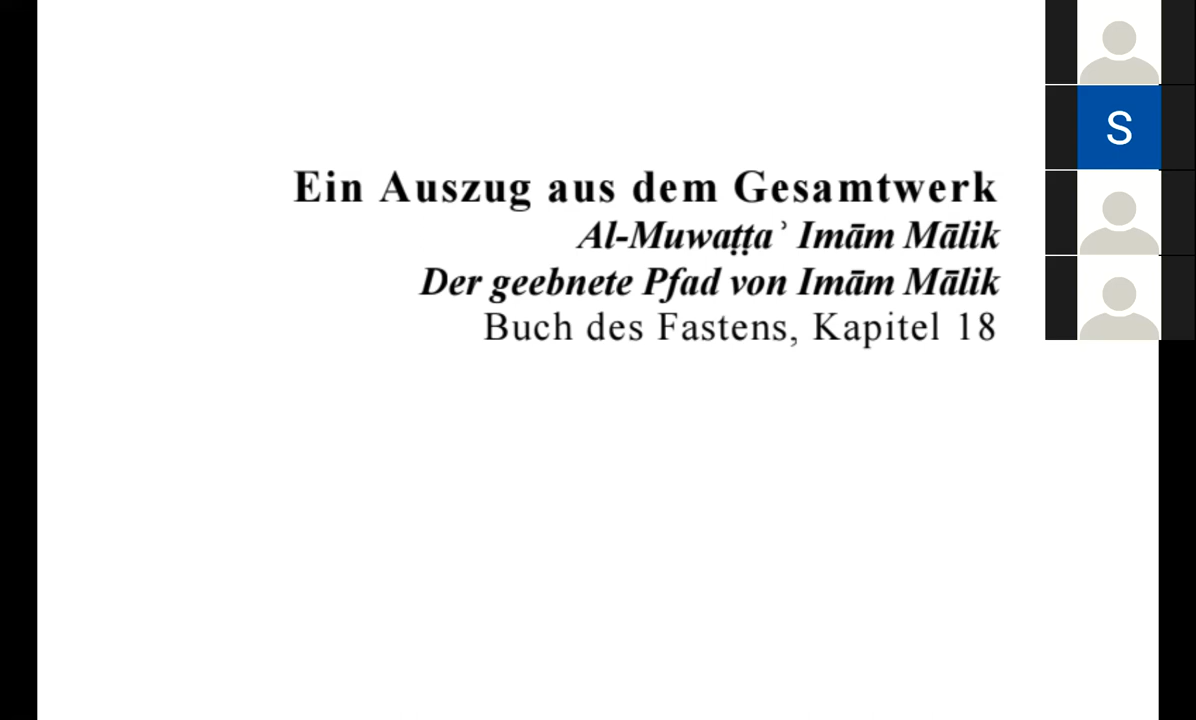 Ein Auszug aus dem Gesamtwerk
Al-Muwaṭṭaʾ Imām Mālik
Der geebnete Pfad von Imām Mālik
Buch des Fastens, Kapitel 18
S